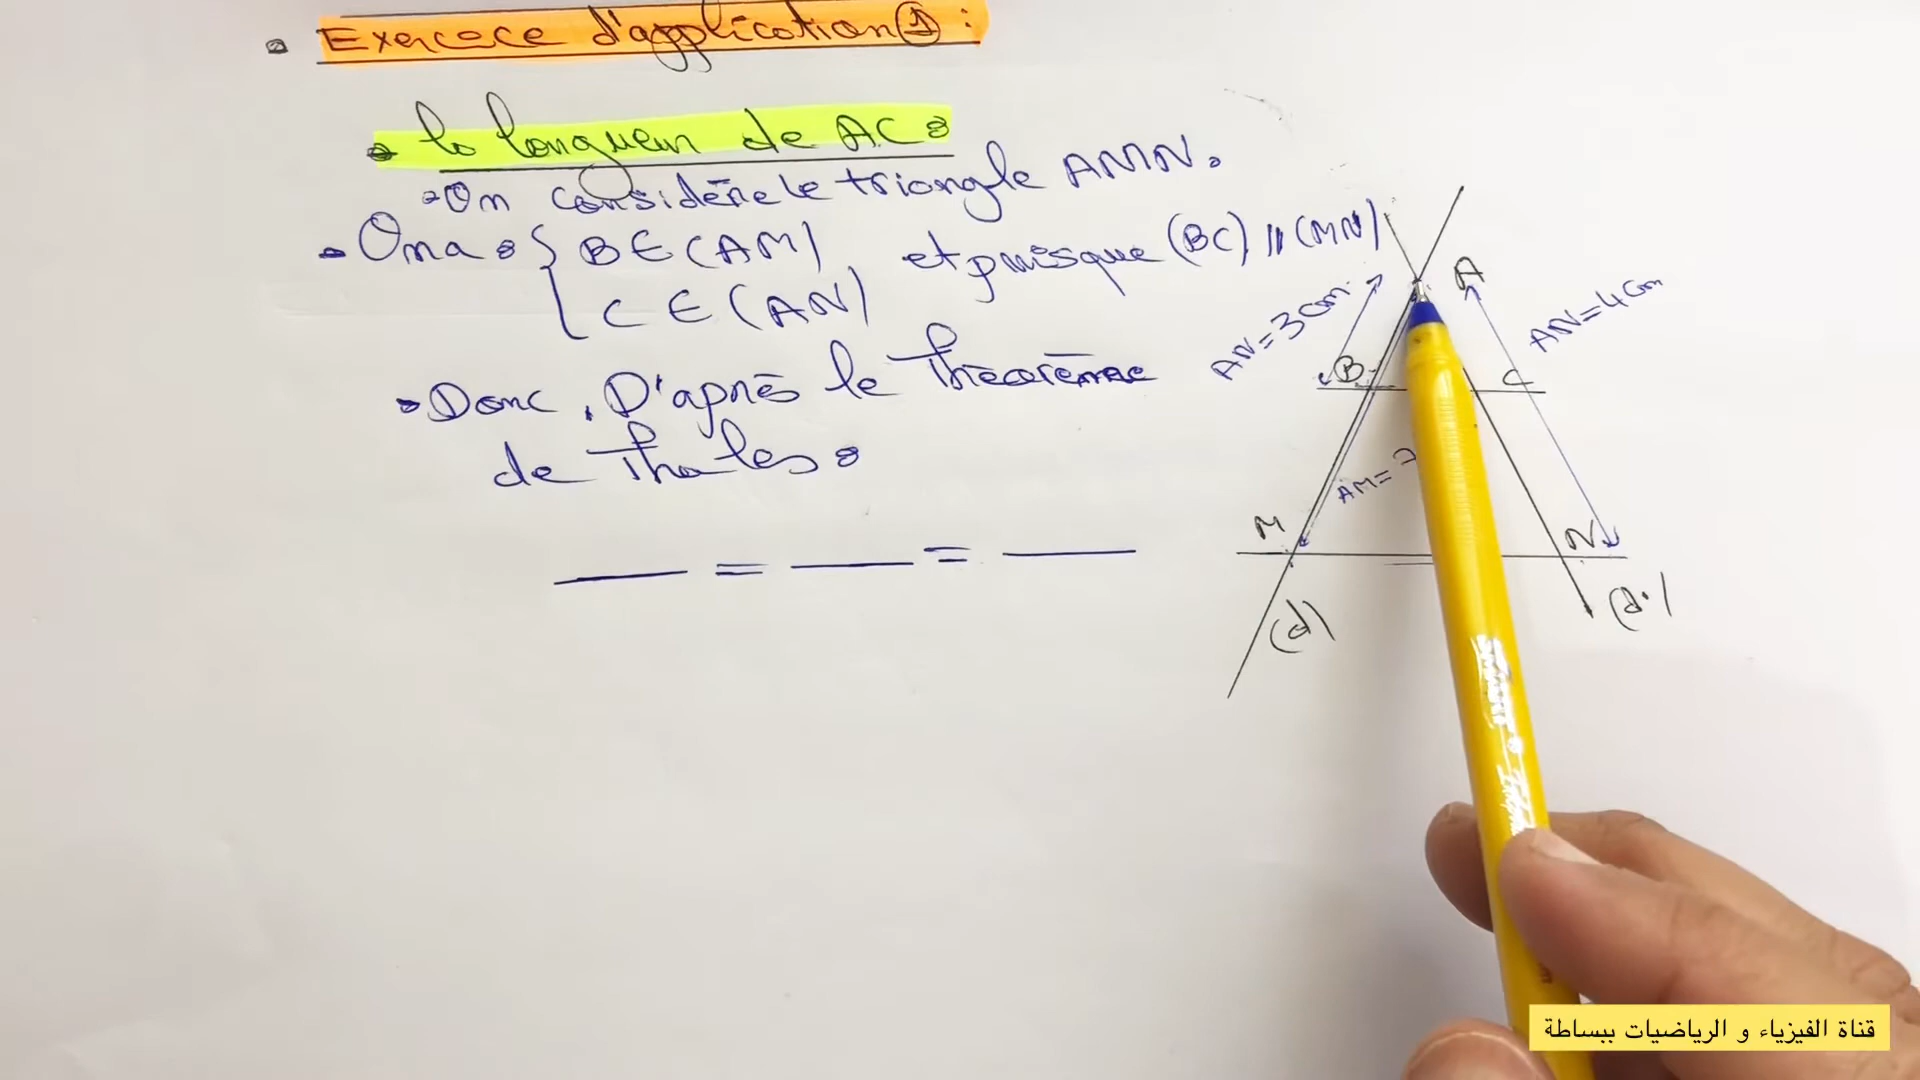 Exercice d'application ① :
la longueur de AC :
On considère le triangle AMN.
On a : { B ∈ (AM)
C ∈ (AN)
et puisque (BC) // (MN)
Donc, D'après le théorème
de Thales :
= =
A
AN = 3cm
AN = 4cm
B
C
AM =
M
N
(d)
(d')
قناة الفيزياء و الرياضيات ببساطة